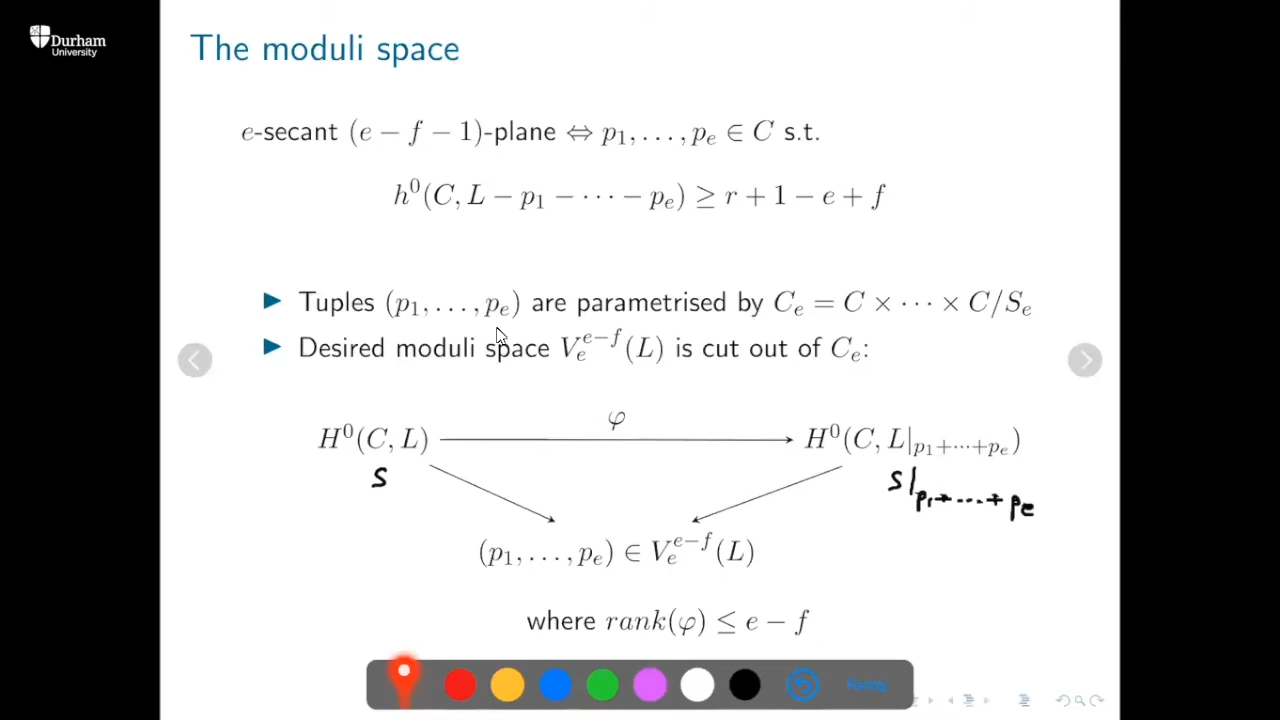 Durham
University
The moduli space
e-secant (e − f − 1)-plane ⇔ p₁, . . . , pₑ ∈ C s.t.
h⁰(C, L − p₁ − · · · − pₑ) ≥ r + 1 − e + f
▶ Tuples (p₁, . . . , pₑ) are parametrised by Cₑ = C × · · · × C/Sₑ
▶ Desired moduli space Vₑᵉ⁻ᶠ(L) is cut out of Cₑ:
φ
H⁰(C, L) H⁰(C, L|p₁+···+pₑ)
s s|p₁+···+pₑ
(p₁, . . . , pₑ) ∈ Vₑᵉ⁻ᶠ(L)
where rank(φ) ≤ e − f